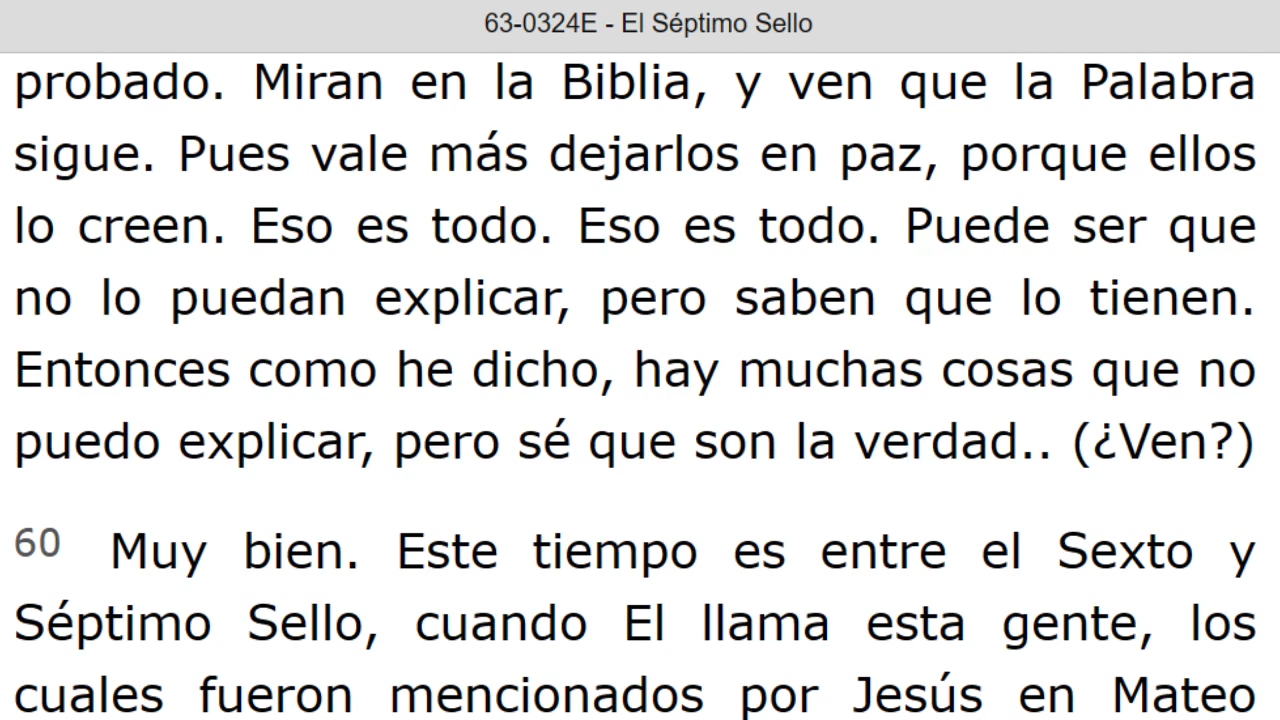 63-0324E - El Séptimo Sello
probado. Miran en la Biblia, y ven que la Palabra
sigue. Pues vale más dejarlos en paz, porque ellos
lo creen. Eso es todo. Eso es todo. Puede ser que
no lo puedan explicar, pero saben que lo tienen.
Entonces como he dicho, hay muchas cosas que no
puedo explicar, pero sé que son la verdad.. (¿Ven?)
60 Muy bien. Este tiempo es entre el Sexto y
Séptimo Sello, cuando El llama esta gente, los
cuales fueron mencionados por Jesús en Mateo